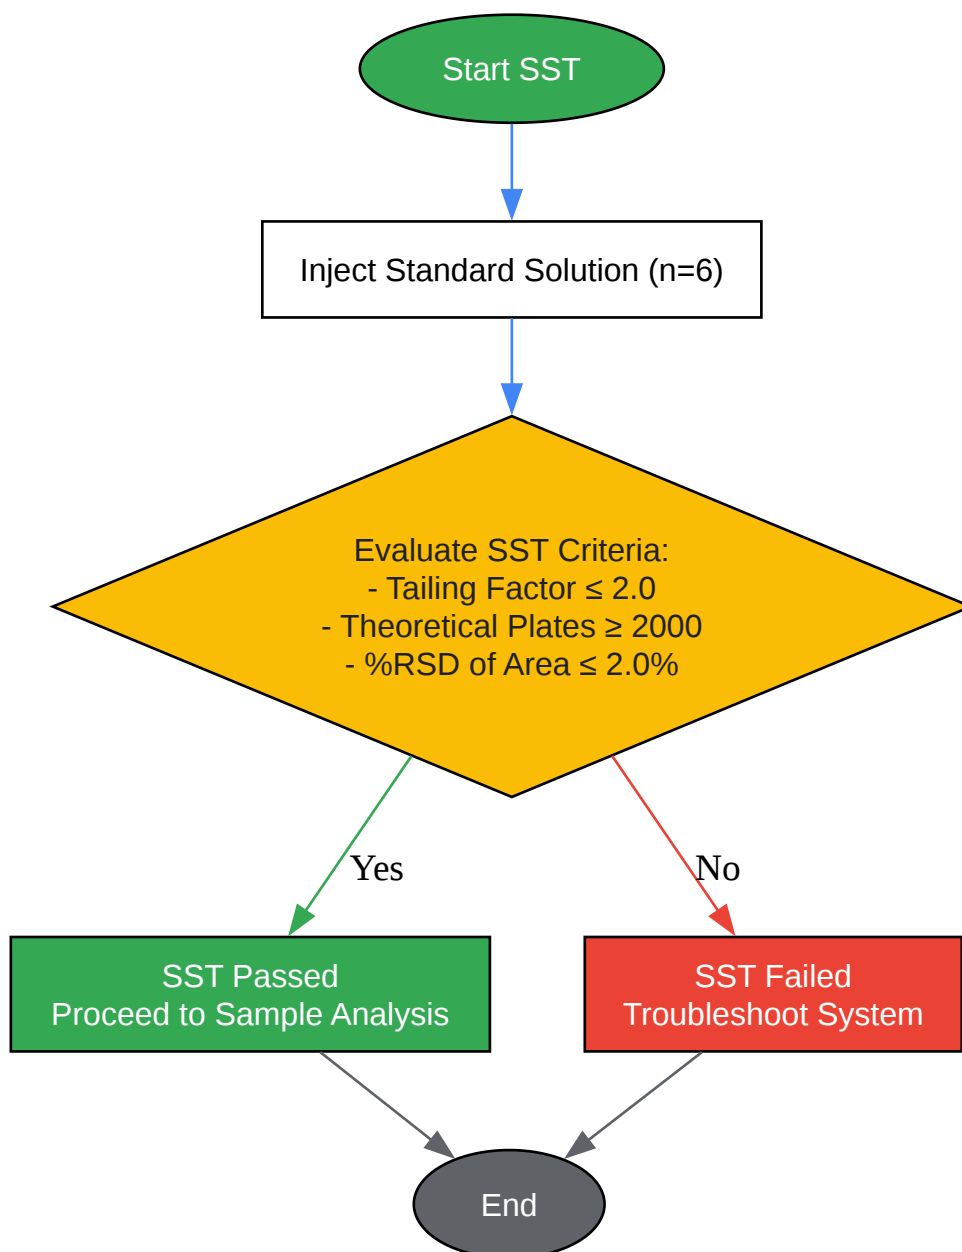 Start SST
Inject Standard Solution (n=6)
Evaluate SST Criteria:
- Tailing Factor ≤ 2.0
- Theoretical Plates ≥ 2000
- %RSD of Area ≤ 2.0%
Yes
No
SST Passed
Proceed to Sample Analysis
SST Failed
Troubleshoot System
End